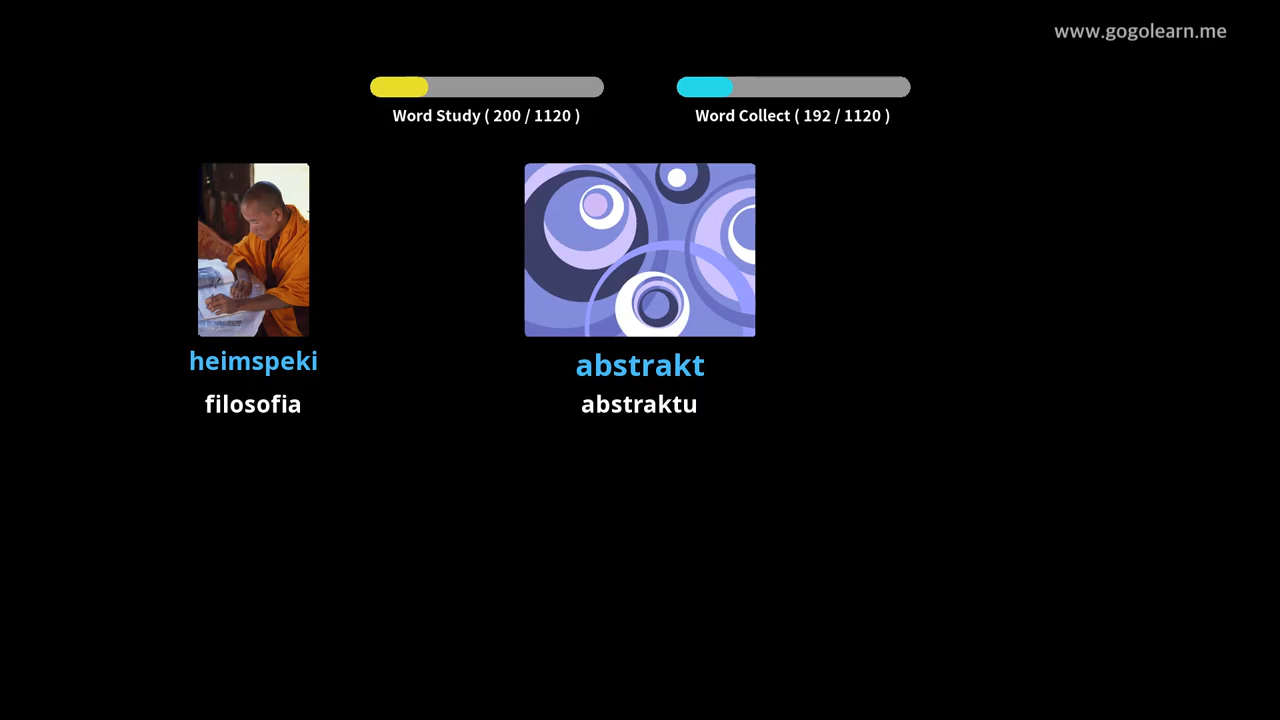 www.gogolearn.me
Word Study ( 200 / 1120 )
Word Collect ( 192 / 1120 )
heimspeki
filosofia
abstrakt
abstraktu